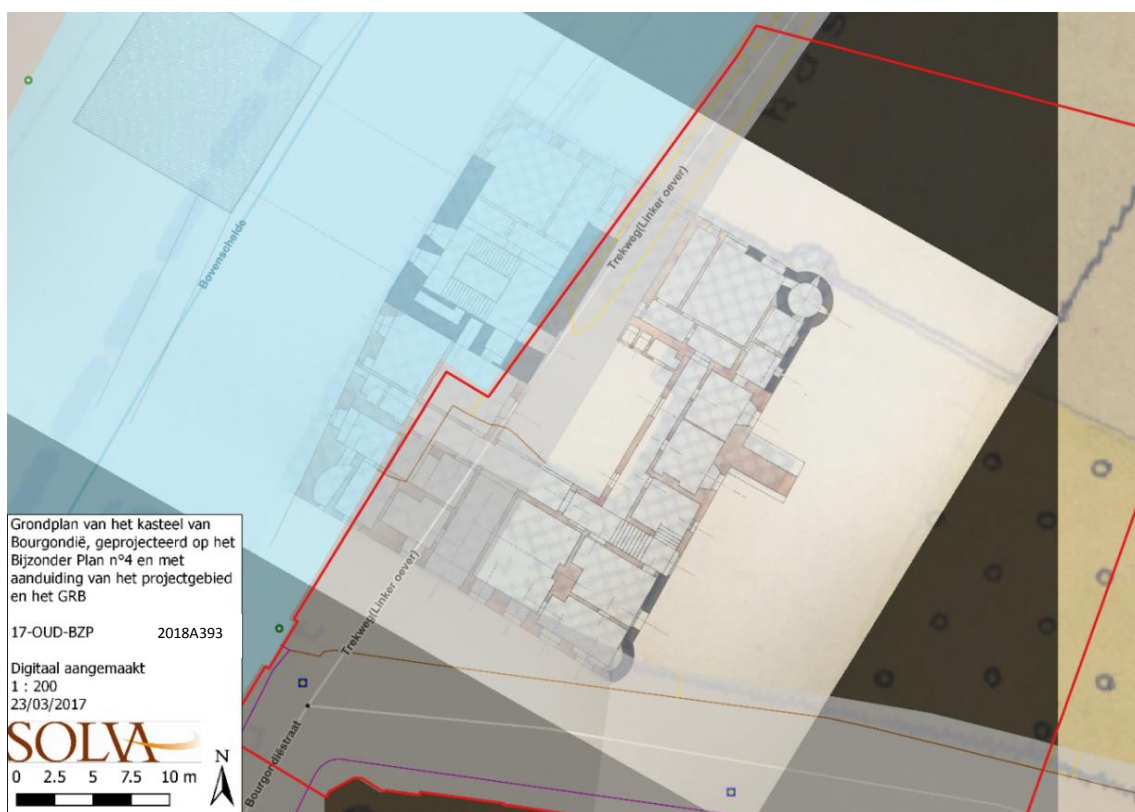 Bovenschelde
Trekweg(Linker oever)
Trekweg(Linker oever)
Bourgondiëstraat
Grondplan van het kasteel van
Bourgondië, geprojecteerd op het
Bijzonder Plan n°4 en met
aanduiding van het projectgebied
en het GRB
17-OUD-BZP 2018A393
Digitaal aangemaakt
1 : 200
23/03/2017
SOLVA
N
0 2.5 5 7.5 10 m